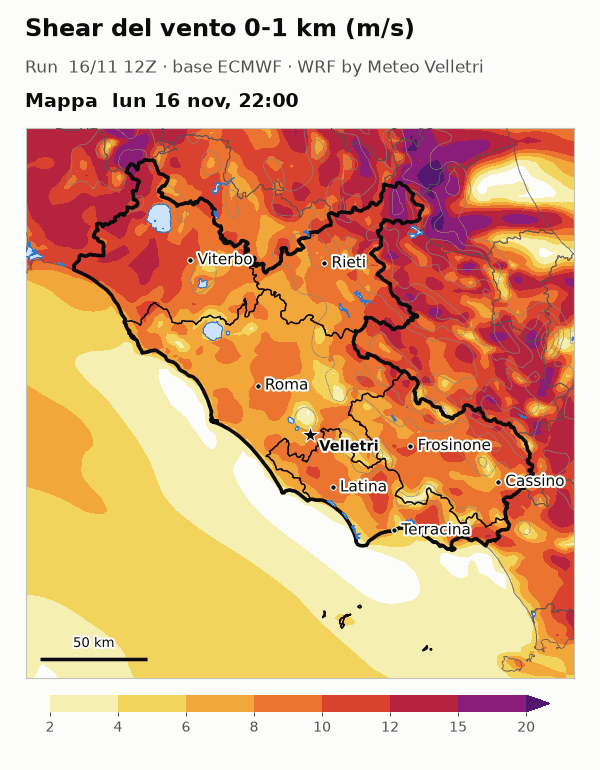 Shear del vento 0-1 km (m/s)
Run  16/11 12Z · base ECMWF · WRF by Meteo Velletri
Mappa  lun 16 nov, 22:00
Viterbo
Rieti
Roma
Velletri
Frosinone
Cassino
Latina
Terracina
50 km
2 4 6 8 10 12 15 20